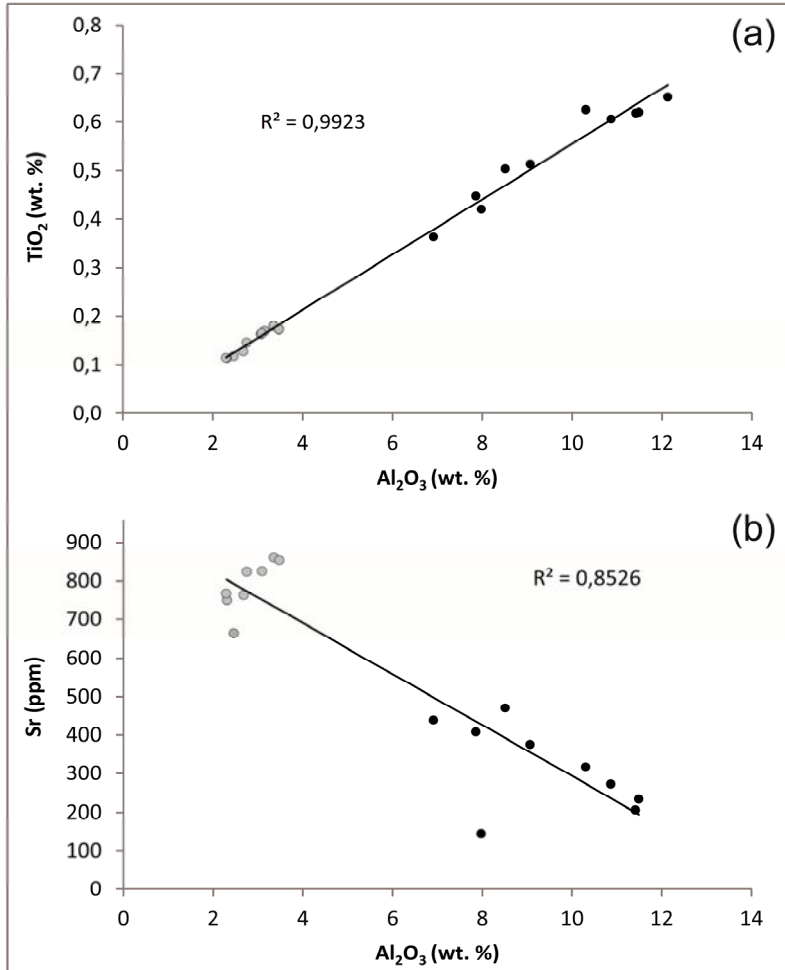 (a)
0,8
0,7
0,6
0,5
0,4
0,3
0,2
0,1
0,0
TiO₂ (wt. %)
R² = 0,9923
0 2 4 6 8 10 12 14
Al₂O₃ (wt. %)
(b)
900
800
700
600
500
400
300
200
100
0
Sr (ppm)
R² = 0,8526
0 2 4 6 8 10 12 14
Al₂O₃ (wt. %)